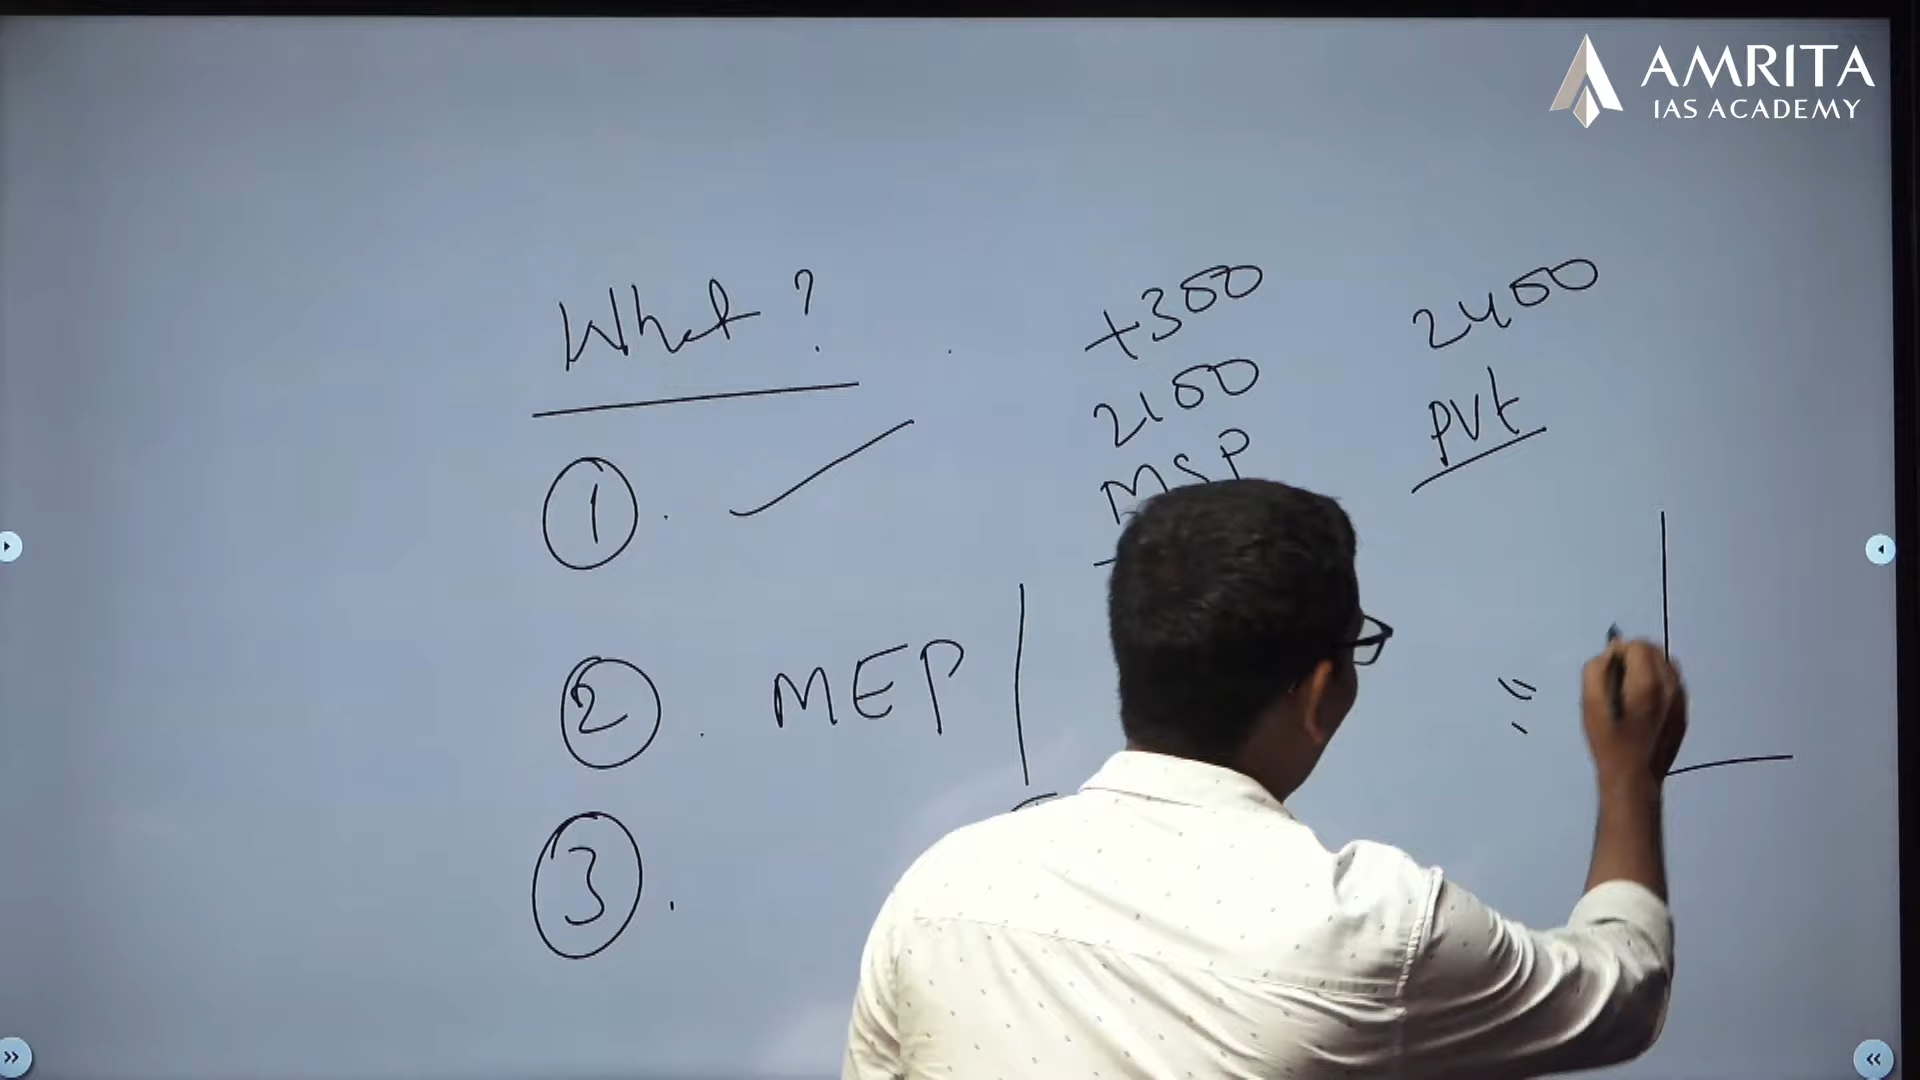 AMRITA
IAS ACADEMY
What?
+300 2400
2100 PVt
MSP
1.
2. MEP
3.